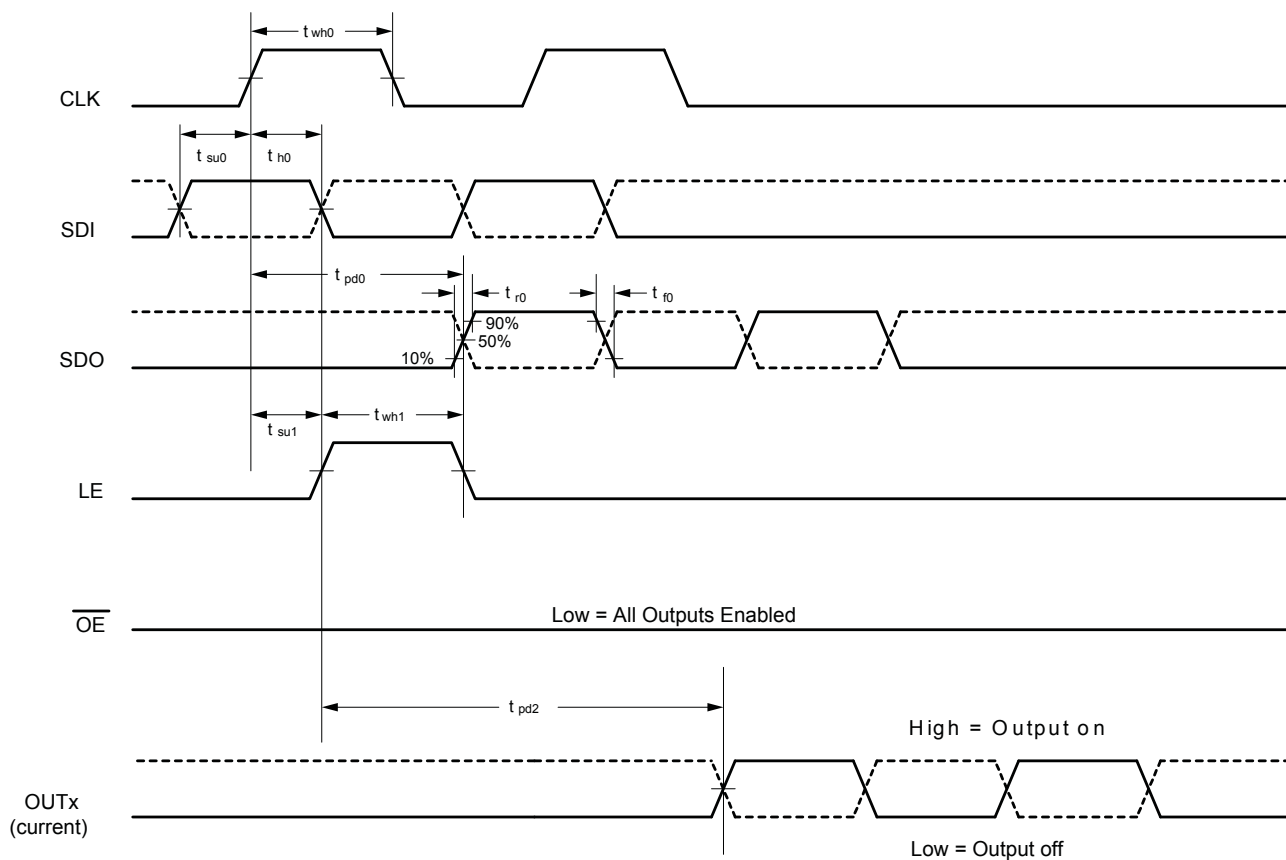 t wh0
CLK
t su0
t h0
SDI
t pd0
t r0
t f0
90%
50%
10%
SDO
t su1
t wh1
LE
OE
Low = All Outputs Enabled
t pd2
High = Output on
OUTx
(current)
Low = Output off